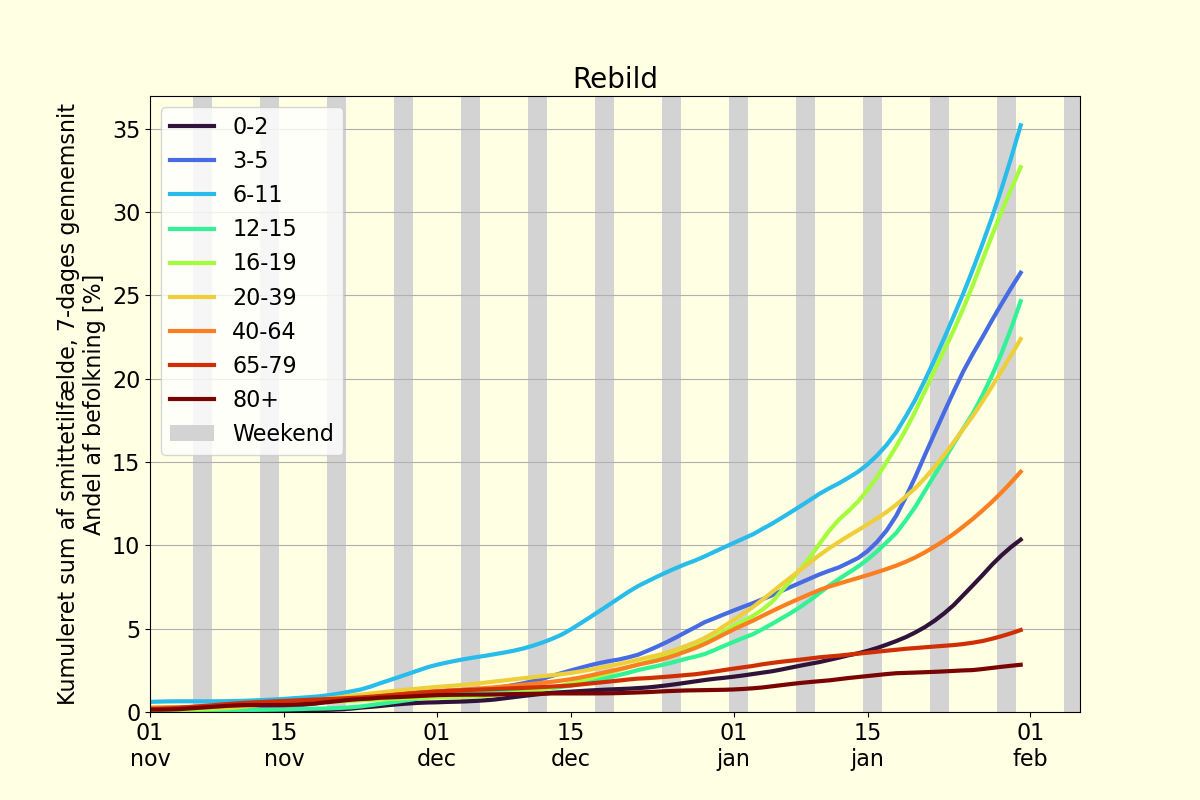 Rebild
Kumuleret sum af smittetilfælde, 7-dages gennemsnit
Andel af befolkning [%]
35
30
25
20
15
10
5
0
0-2
3-5
6-11
12-15
16-19
20-39
40-64
65-79
80+
Weekend
01 15 01 15 01 15 01
nov nov dec dec jan jan feb